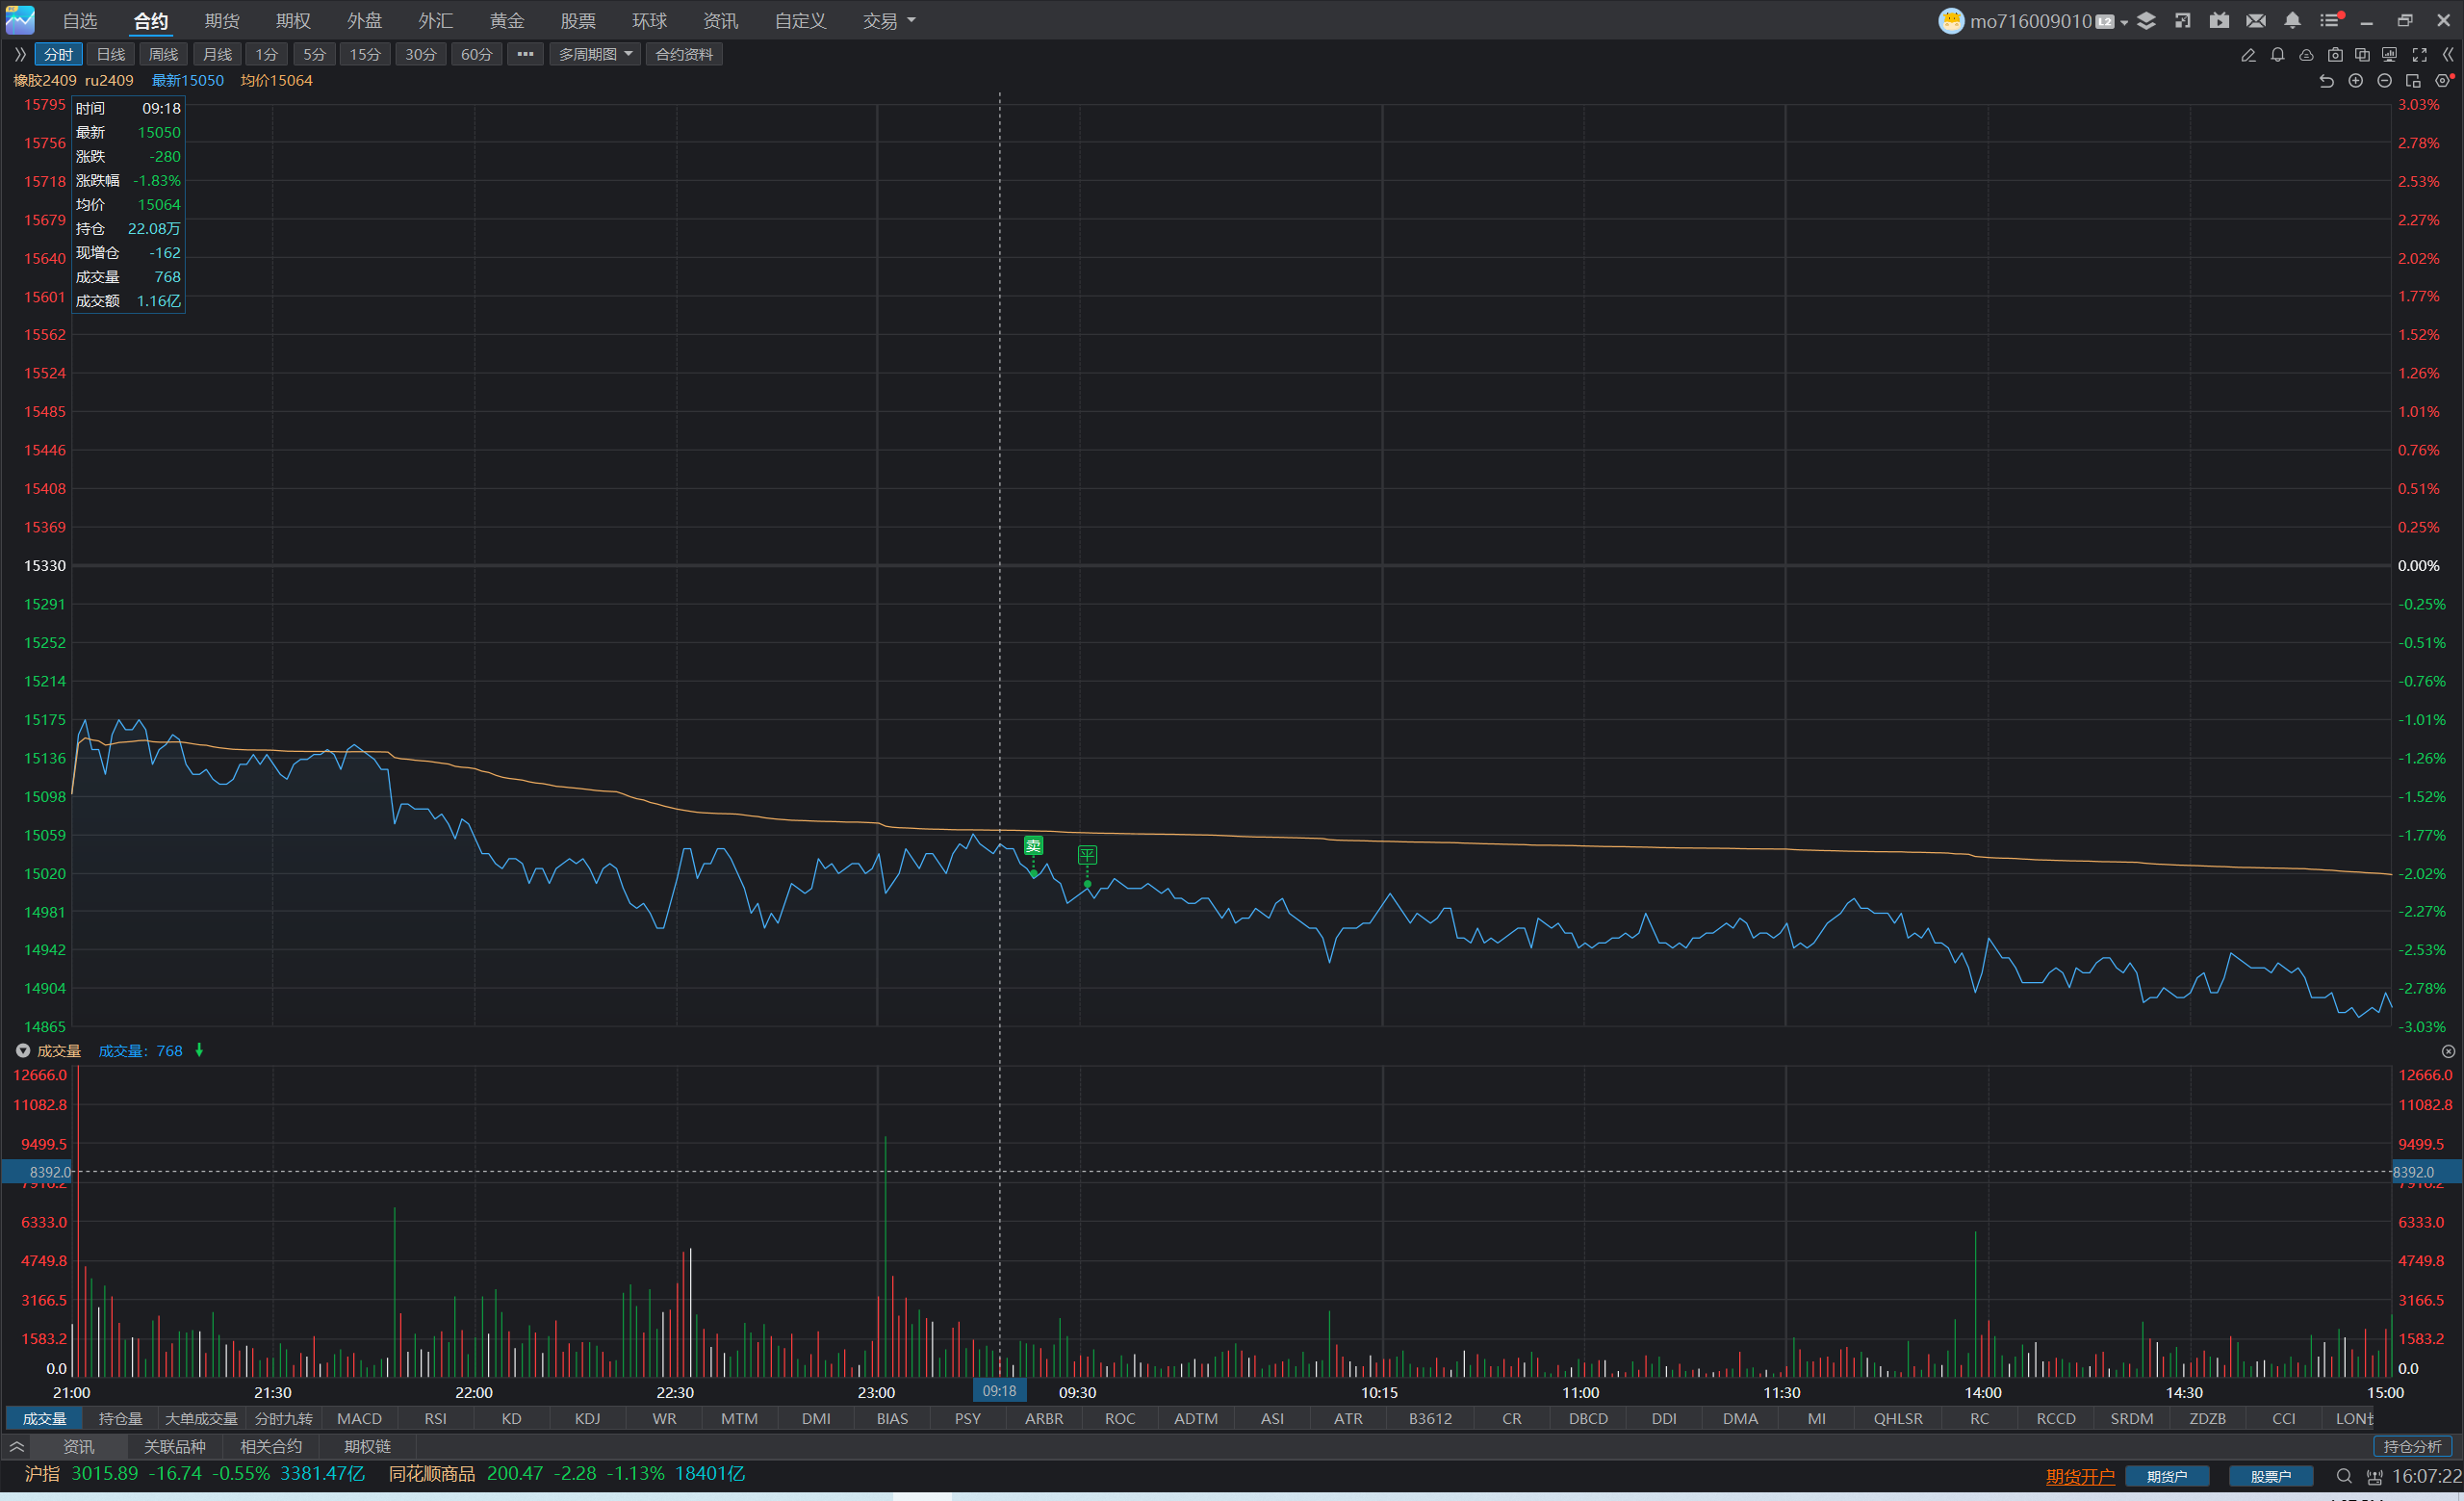 自选 合约 期货 期权 外盘 外汇 黄金 股票 环球 资讯 自定义 交易 mo716009010 L2
分时 日线 周线 月线 1分 5分 15分 30分 60分 ··· 多周期图 合约资料
橡胶2409 ru2409 最新15050 均价15064
时间 09:18
最新 15050
涨跌 -280
涨跌幅 -1.83%
均价 15064
持仓 22.08万
现增仓 -162
成交量 768
成交额 1.16亿
15795 3.03%
15756 2.78%
15718 2.53%
15679 2.27%
15640 2.02%
15601 1.77%
15562 1.52%
15524 1.26%
15485 1.01%
15446 0.76%
15408 0.51%
15369 0.25%
15330 0.00%
15291 -0.25%
15252 -0.51%
15214 -0.76%
15175 -1.01%
15136 -1.26%
15098 -1.52%
15059 -1.77%
卖
平
15020 -2.02%
14981 -2.27%
14942 -2.53%
14904 -2.78%
14865 -3.03%
成交量 成交量: 768
12666.0 12666.0
11082.8 11082.8
9499.5 9499.5
8392.0 8392.0
6333.0 6333.0
4749.8 4749.8
3166.5 3166.5
1583.2 1583.2
0.0 0.0
21:00 21:30 22:00 22:30 23:00 09:18 09:30 10:15 11:00 11:30 14:00 14:30 15:00
成交量 持仓量 大单成交量 分时九转 MACD RSI KD KDJ WR MTM DMI BIAS PSY ARBR ROC ADTM ASI ATR B3612 CR DBCD DDI DMA MI QHLSR RC RCCD SRDM ZDZB CCI
资讯 关联品种 相关合约 期权链 持仓分析
沪指 3015.89 -16.74 -0.55% 3381.47亿 同花顺商品 200.47 -2.28 -1.13% 18401亿 期货开户 期货户 股票户 16:07:22